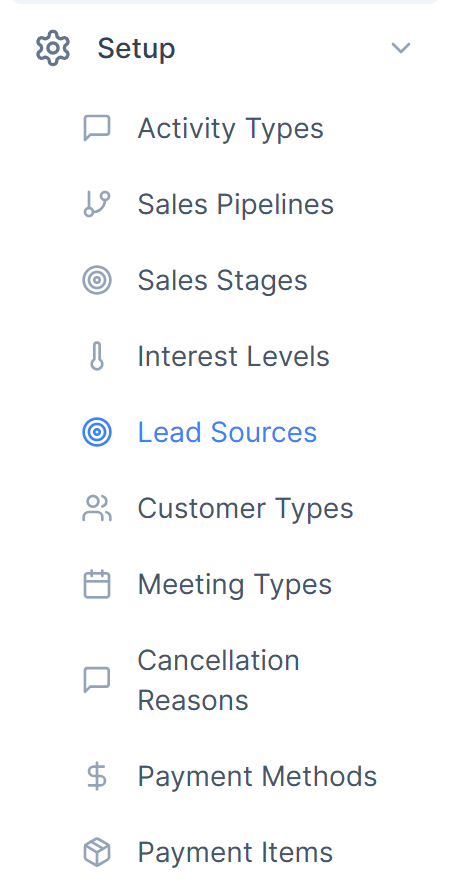 Setup
Activity Types
Sales Pipelines
Sales Stages
Interest Levels
Lead Sources
Customer Types
Meeting Types
Cancellation
Reasons
Payment Methods
Payment Items